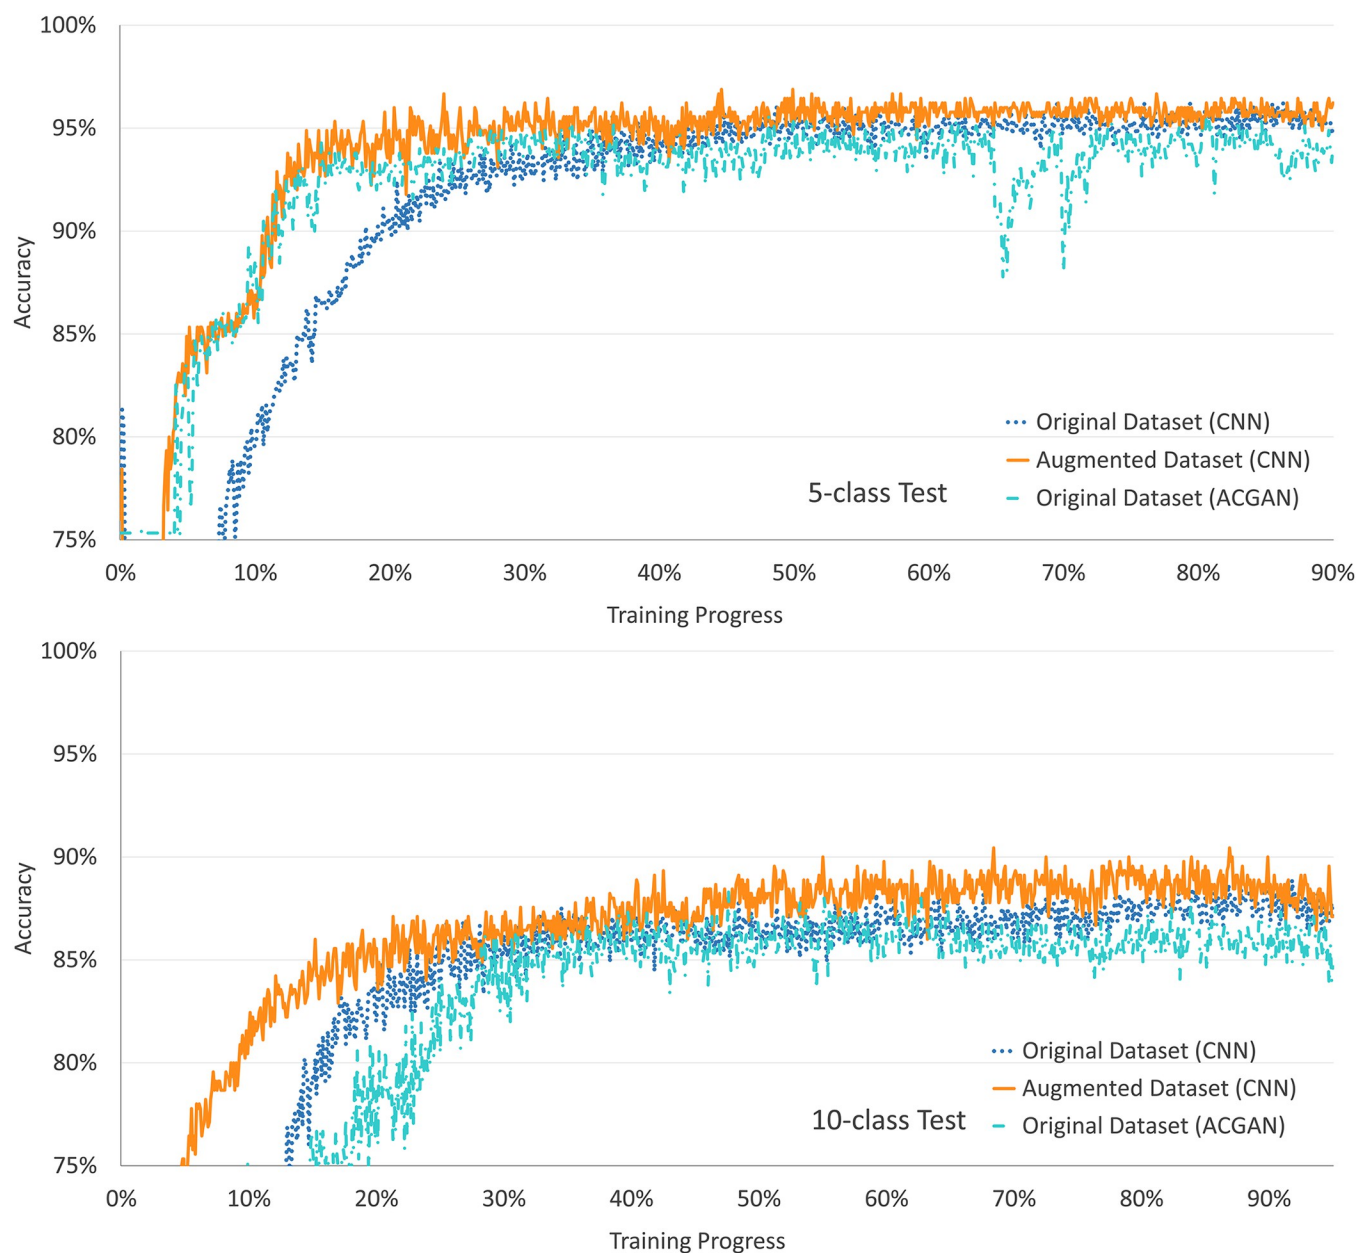 100%
95%
90%
85%
80%
75%
Accuracy
Original Dataset (CNN)
Augmented Dataset (CNN)
5-class Test
Original Dataset (ACGAN)
0% 10% 20% 30% 40% 50% 60% 70% 80% 90%
Training Progress
100%
95%
90%
85%
80%
75%
Accuracy
Original Dataset (CNN)
Augmented Dataset (CNN)
10-class Test
Original Dataset (ACGAN)
0% 10% 20% 30% 40% 50% 60% 70% 80% 90%
Training Progress